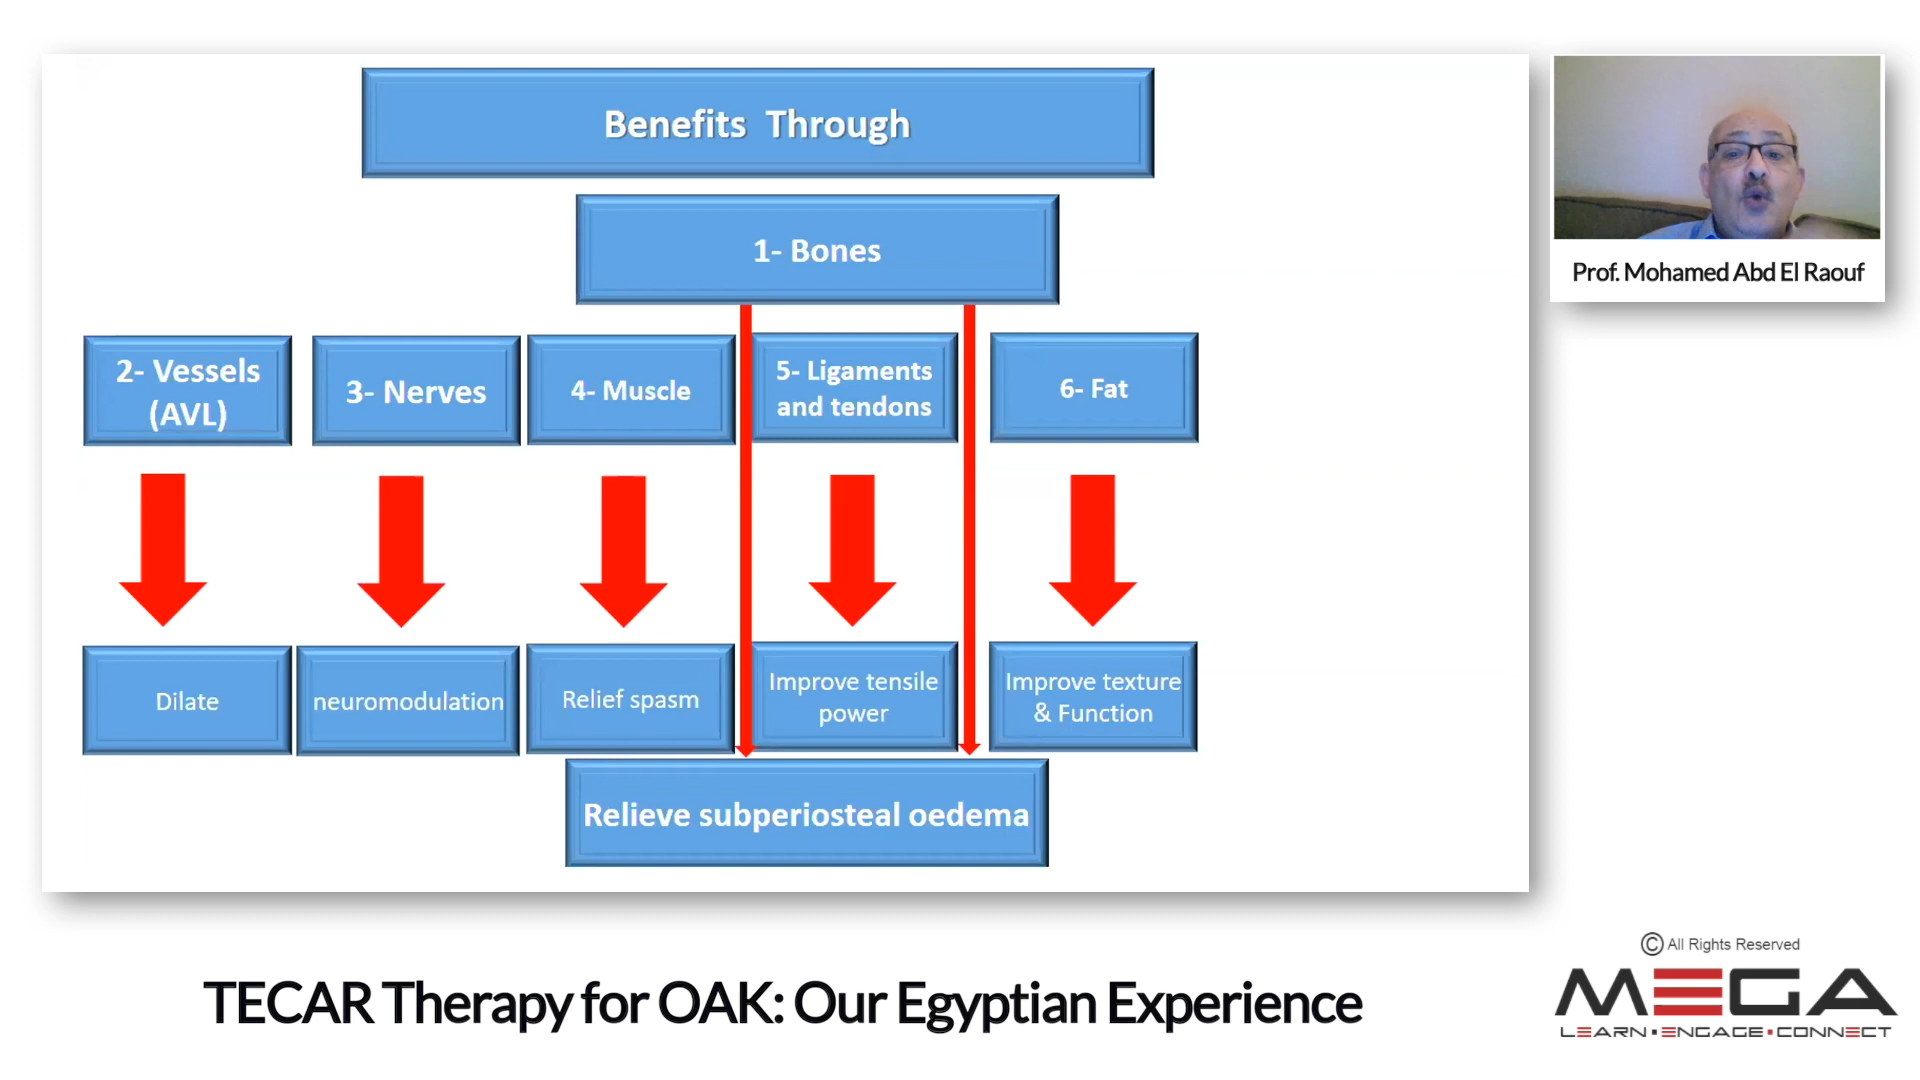 Benefits Through
1- Bones
2- Vessels
(AVL)
3- Nerves
4- Muscle
5- Ligaments
and tendons
6- Fat
Dilate
neuromodulation
Relief spasm
Improve tensile
power
Improve texture
& Function
Relieve subperiosteal oedema
Prof. Mohamed Abd El Raouf
TECAR Therapy for OAK: Our Egyptian Experience
© All Rights Reserved
MEGA
LEARN ▪ ENGAGE ▪ CONNECT